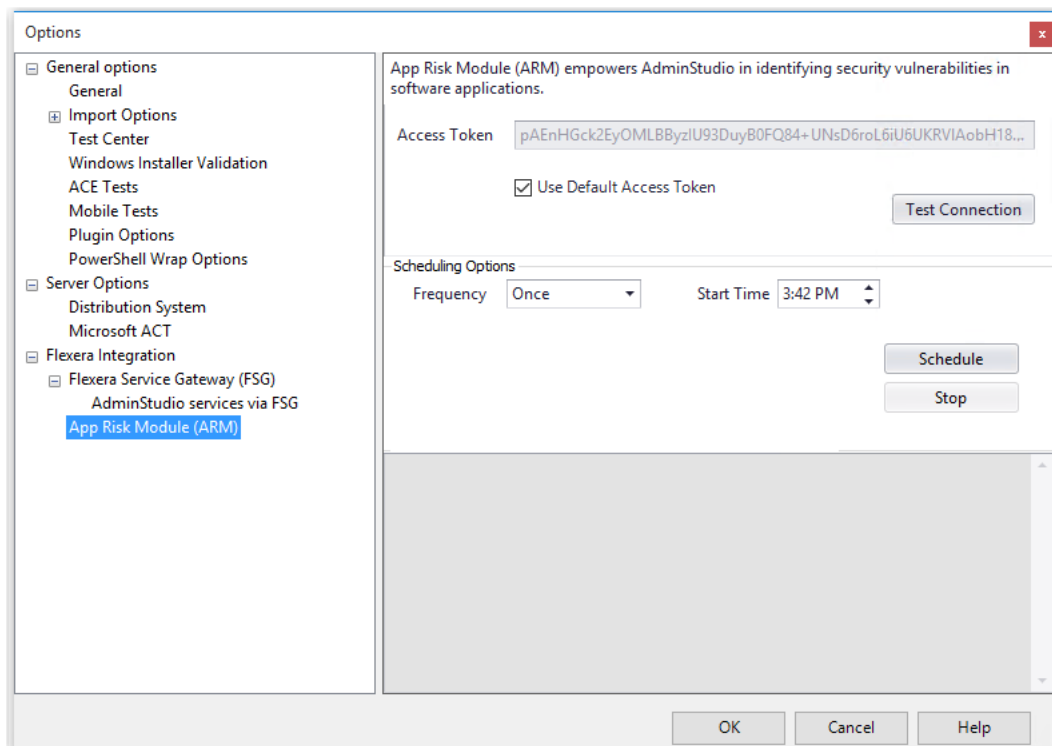 Options
x
General options
General
Import Options
Test Center
Windows Installer Validation
ACE Tests
Mobile Tests
Plugin Options
PowerShell Wrap Options
Server Options
Distribution System
Microsoft ACT
Flexera Integration
Flexera Service Gateway (FSG)
AdminStudio services via FSG
App Risk Module (ARM)
App Risk Module (ARM) empowers AdminStudio in identifying security vulnerabilities in
software applications.
Access Token pAEnHGck2EyOMLBByzIU93DuyB0FQ84+UNsD6roL6iU6UKRVIAobH18...
Use Default Access Token
Test Connection
Scheduling Options
Frequency Once Start Time 3:42 PM
Schedule
Stop
OK Cancel Help